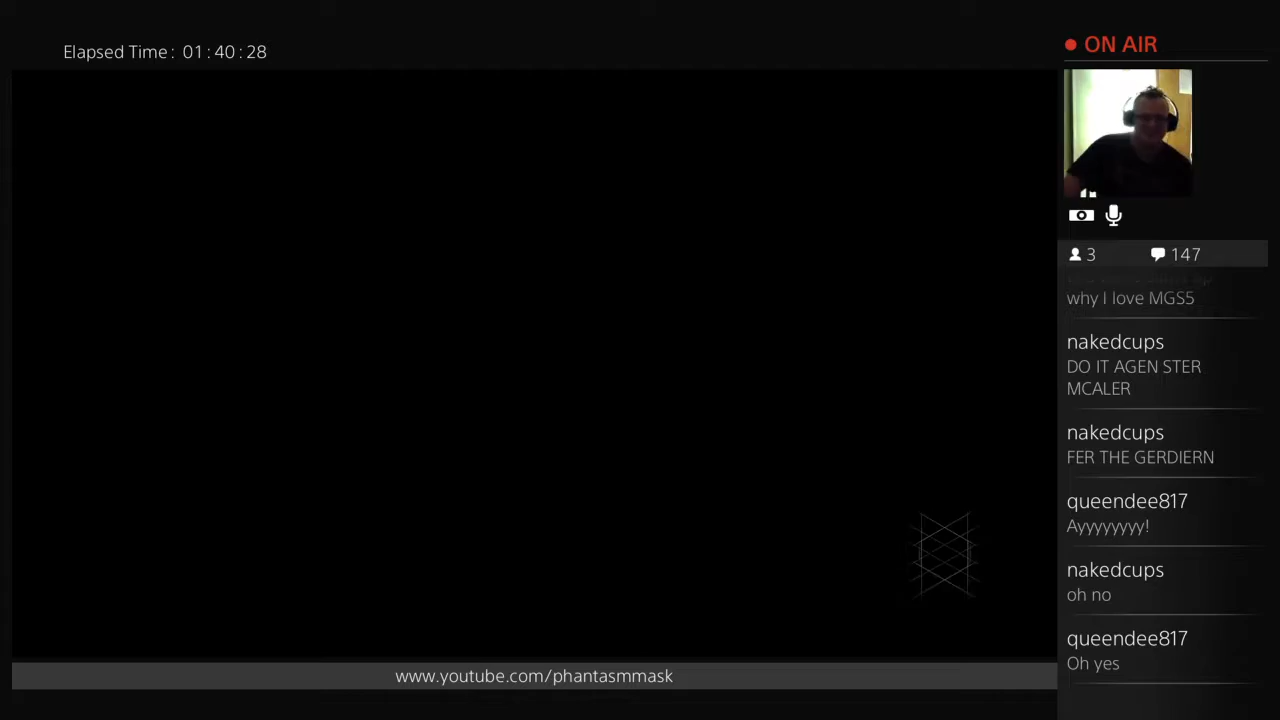 Elapsed Time: 01:40:28
ON AIR
3 147
why I love MGS5
nakedcups
DO IT AGEN STER
MCALER
nakedcups
FER THE GERDIERN
queendee817
Ayyyyyyyy!
nakedcups
oh no
queendee817
Oh yes
www.youtube.com/phantasmmask